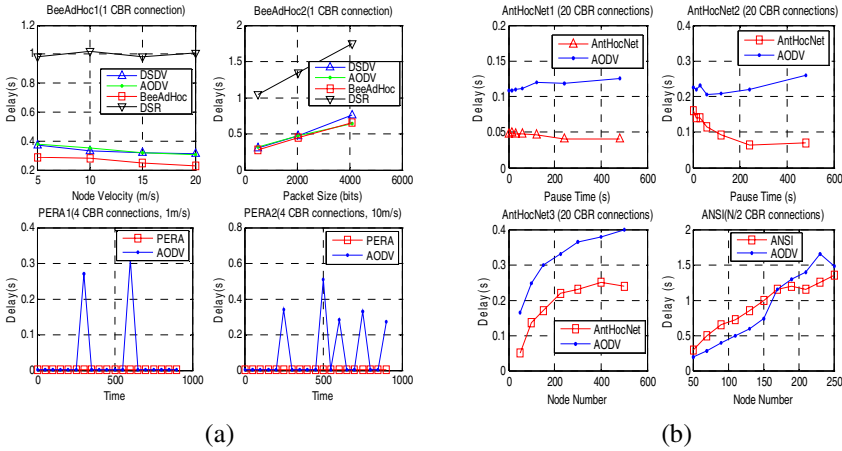 BeeAdHoc1(1 CBR connection)
Delay(s)
1.2
1
0.8
0.6
0.4
0.2
DSDV
AODV
BeeAdHoc
DSR
5 10 15 20
Node Velocity (m/s)
BeeAdHoc2(1 CBR connection)
Delay(s)
2
1.5
1
0.5
0
DSDV
AODV
BeeAdHoc
DSR
0 2000 4000 6000
Packet Size (bits)
PERA1(4 CBR connections, 1m/s)
Delay(s)
0.4
0.3
0.2
0.1
0
PERA
AODV
0 500 1000
Time
PERA2(4 CBR connections, 10m/s)
Delay(s)
0.8
0.6
0.4
0.2
0
PERA
AODV
0 500 1000
Time
(a)
AntHocNet1 (20 CBR connections)
Delay(s)
0.2
0.15
0.1
0.05
0
AntHocNet
AODV
0 200 400 600
Pause Time (s)
AntHocNet2 (20 CBR connections)
Delay(s)
0.4
0.3
0.2
0.1
0
AntHocNet
AODV
0 200 400 600
Pause Time (s)
AntHocNet3 (20 CBR connections)
Delay(s)
0.4
0.3
0.2
0.1
0
AntHocNet
AODV
0 200 400 600
Node Number
ANSI(N/2 CBR connections)
Delay (s)
2
1.5
1
0.5
0
ANSI
AODV
50 100 150 200 250
Node Number
(b)